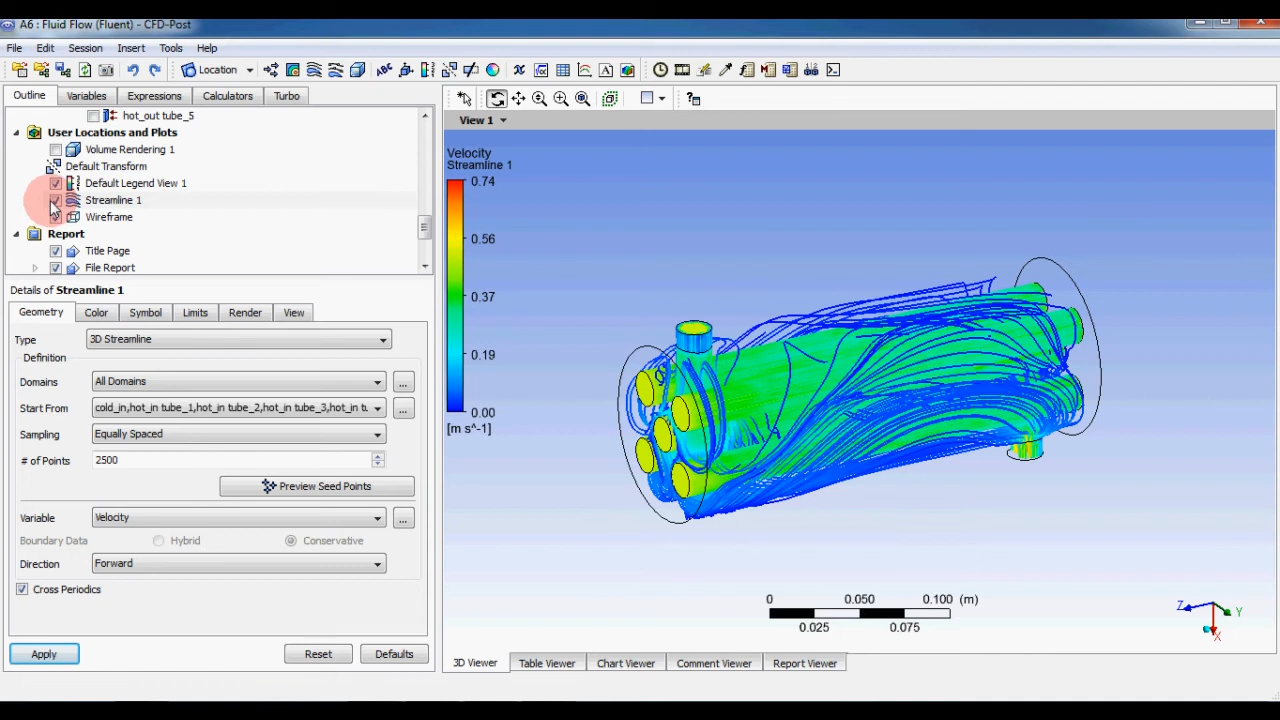 A6 : Fluid Flow (Fluent) - CFD-Post
File Edit Session Insert Tools Help
Location
Outline Variables Expressions Calculators Turbo
hot_out tube_5
User Locations and Plots
Volume Rendering 1
Default Transform
Default Legend View 1
Streamline 1
Wireframe
Report
Title Page
File Report
Details of Streamline 1
Geometry Color Symbol Limits Render View
Type 3D Streamline
Definition
Domains All Domains ...
Start From cold_in,hot_in tube_1,hot_in tube_2,hot_in tube_3,hot_in tu ...
Sampling Equally Spaced
# of Points 2500
Preview Seed Points
Variable Velocity ...
Boundary Data Hybrid Conservative
Direction Forward
Cross Periodics
Apply Reset Defaults
View 1
Velocity
Streamline 1
0.74
0.56
0.37
0.19
0.00
[m s^-1]
0 0.050 0.100 (m)
0.025 0.075
Z Y
X
3D Viewer Table Viewer Chart Viewer Comment Viewer Report Viewer